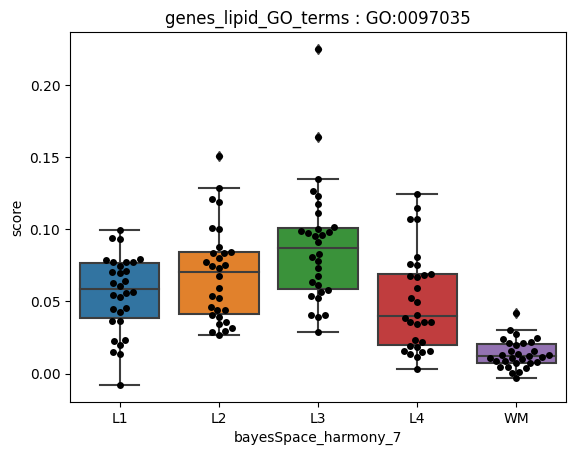 genes_lipid_GO_terms : GO:0097035
0.20
0.15
0.10
0.05
0.00
score
L1 L2 L3 L4 WM
bayesSpace_harmony_7